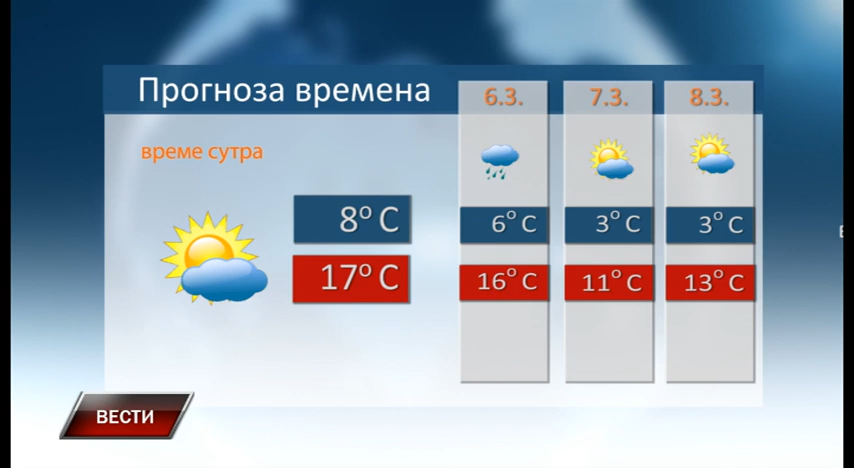 Прогноза времена
време сутра
8° C
17° C
6.3.
6° C
16° C
7.3.
3° C
11° C
8.3.
3° C
13° C
ВЕСТИ